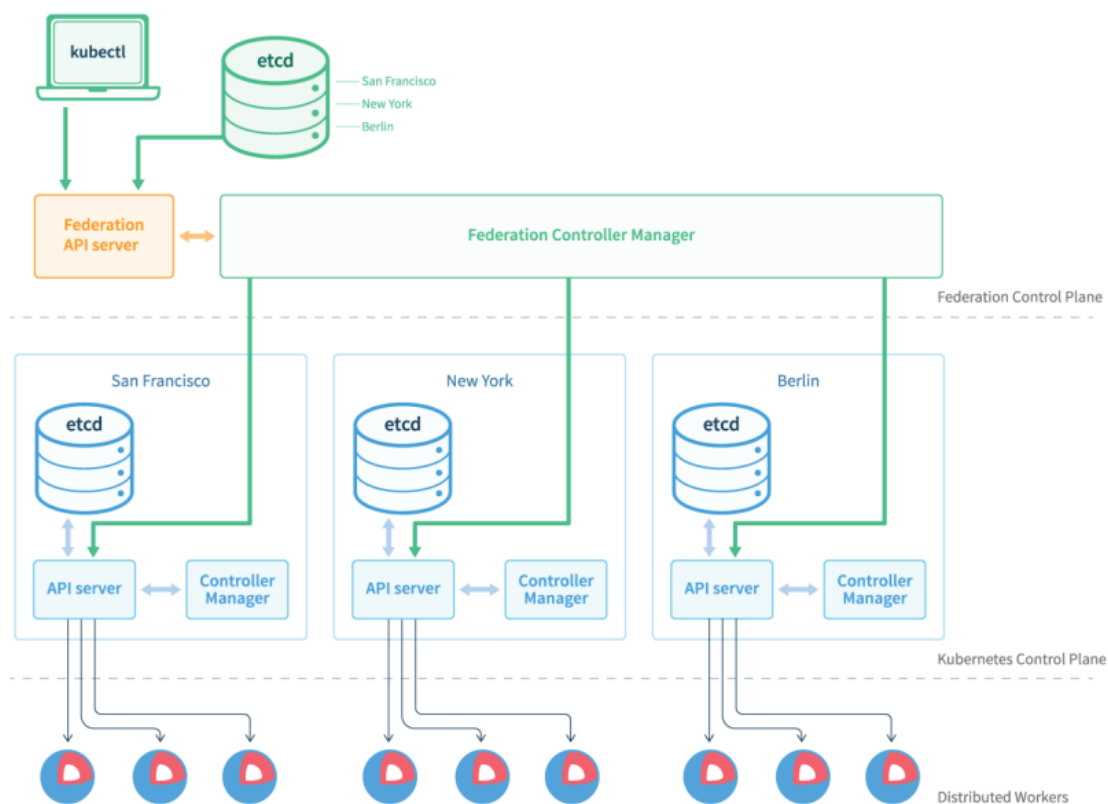 kubectl
etcd
San Francisco
New York
Berlin
Federation
API server
Federation Controller Manager
Federation Control Plane
San Francisco
New York
Berlin
etcd
etcd
etcd
API server
Controller
Manager
API server
Controller
Manager
API server
Controller
Manager
Kubernetes Control Plane
Distributed Workers